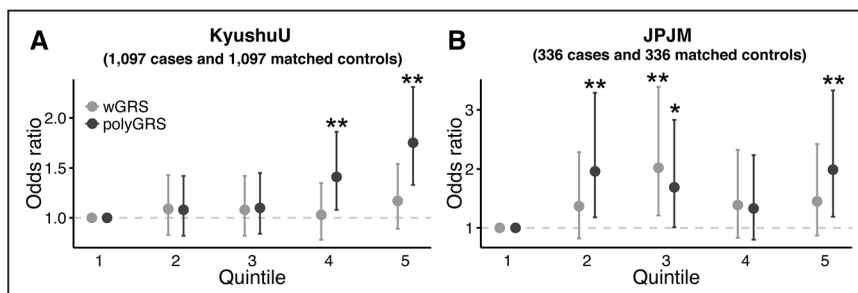 A
KyushuU
(1,097 cases and 1,097 matched controls)
**
**
2.0
1.5
1.0
Odds ratio
wGRS
polyGRS
1 2 3 4 5
Quintile
B
JPJM
(336 cases and 336 matched controls)
**
**
*
**
3
2
1
Odds ratio
1 2 3 4 5
Quintile